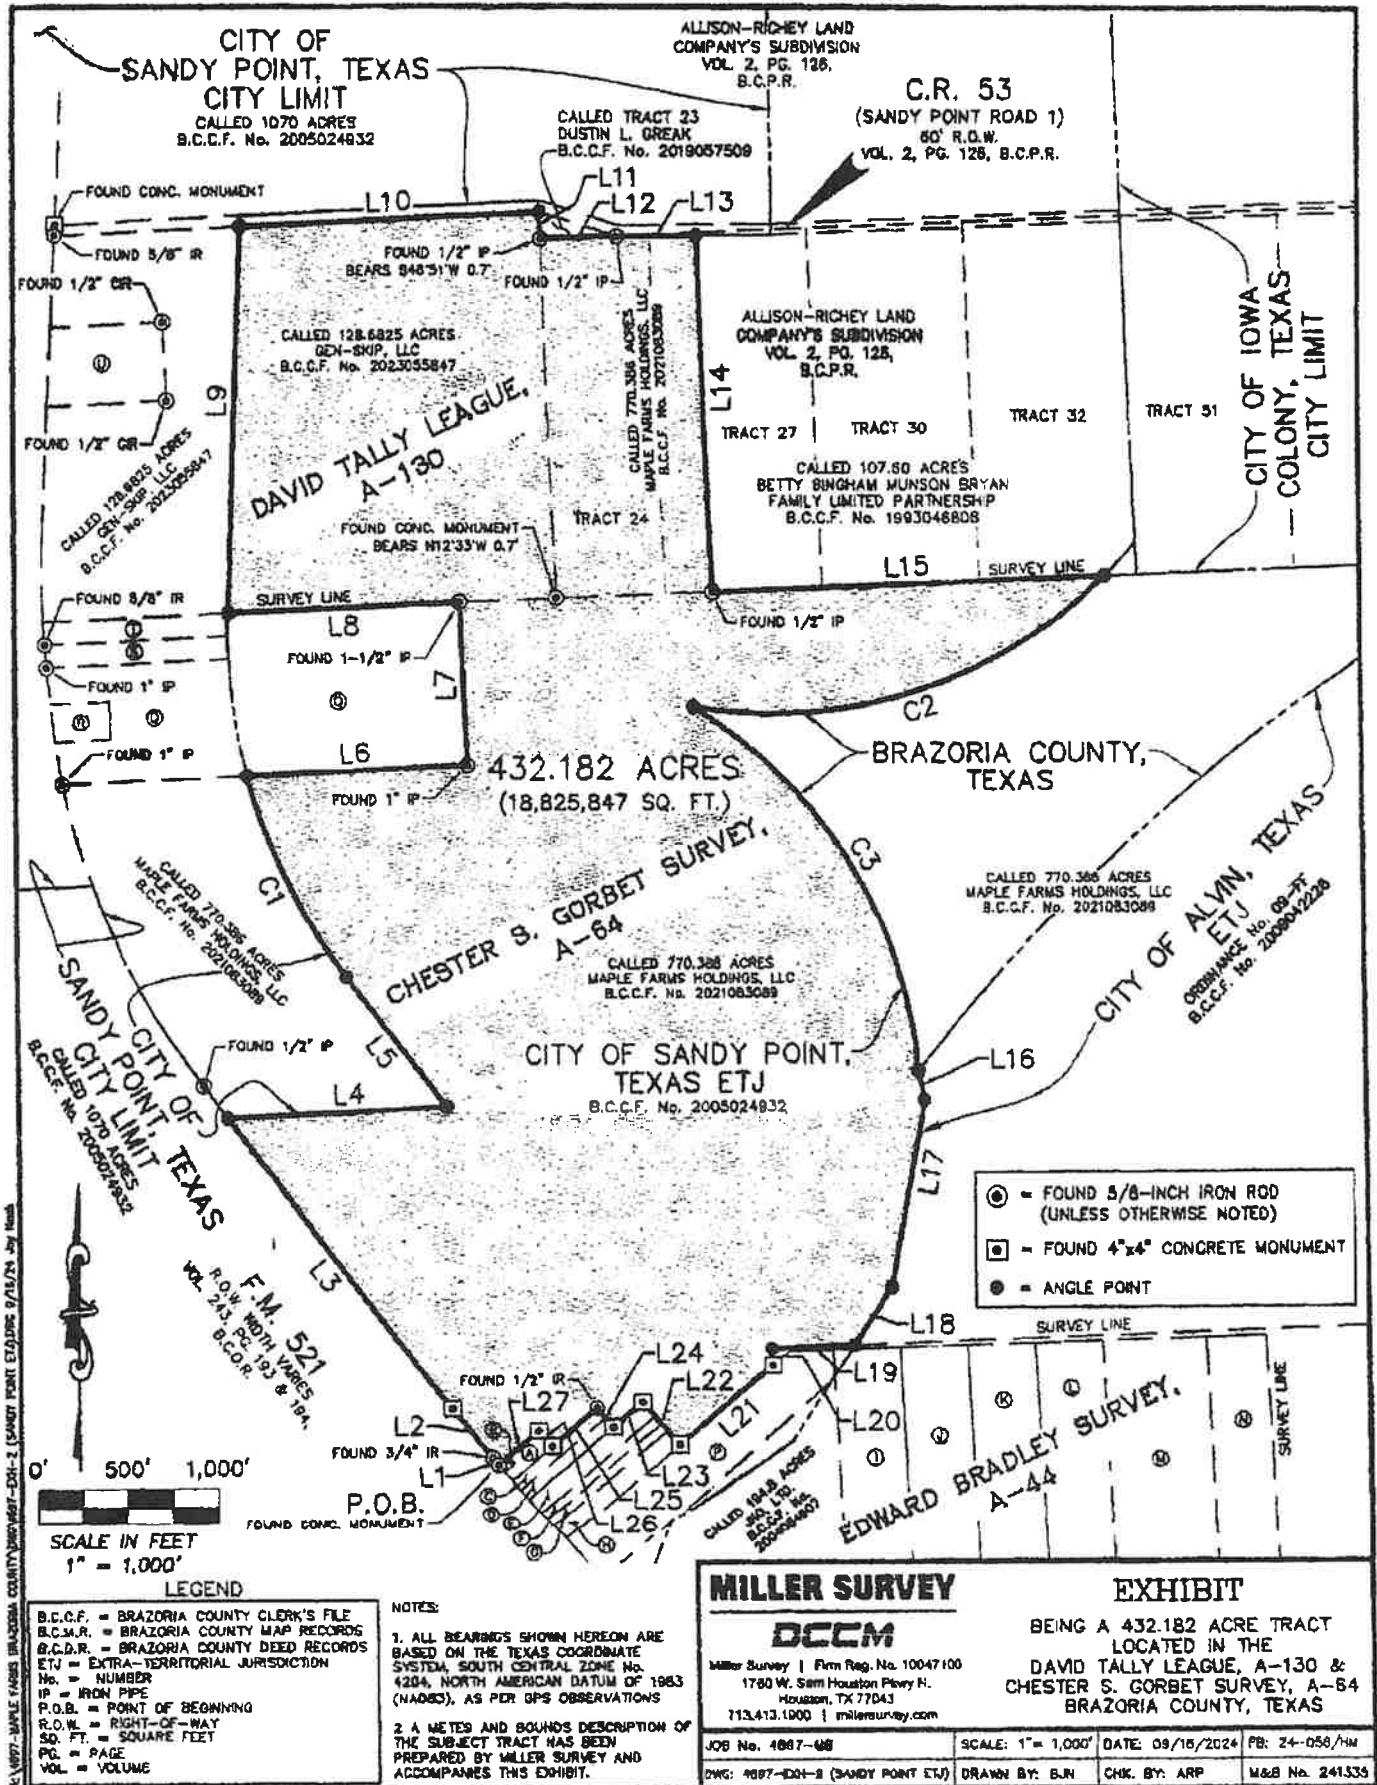 CITY OF
SANDY POINT, TEXAS
CITY LIMIT
CALLED 1070 ACRES
B.C.C.F. No. 2005024932
ALLISON-RICHEY LAND
COMPANY'S SUBDIVISION
VOL. 2, PG. 126,
B.C.P.R.
C.R. 53
(SANDY POINT ROAD 1)
60' R.O.W.
VOL. 2, PG. 126, B.C.P.R.
CALLED TRACT 23
DUSTIN L. GREAK
B.C.C.F. No. 2019057509
FOUND CONC. MONUMENT
L10
L11
L12
L13
FOUND 5/8" IR
FOUND 1/2" IP
BEARS S48°51'W 0.7'
FOUND 1/2" IP
FOUND 1/2" CIR
CALLED 128.6825 ACRES
GEN-SKIP, LLC
B.C.C.F. No. 2023055847
CALLED 770.386 ACRES
MAPLE FARMS HOLDINGS, LLC
B.C.C.F. No. 2021083089
ALLISON-RICHEY LAND
COMPANY'S SUBDIVISION
VOL. 2, PG. 126,
B.C.P.R.
CITY OF IOWA
COLONY, TEXAS
CITY LIMIT
U
L9
L14
TRACT 27
TRACT 30
TRACT 32
TRACT 51
FOUND 1/2" CIR
CALLED 128.6825 ACRES
GEN-SKIP, LLC
B.C.C.F. No. 2023055847
DAVID TALLY LEAGUE,
A-130
CALLED 107.60 ACRES
BETTY BINGHAM MUNSON BRYAN
FAMILY LIMITED PARTNERSHIP
B.C.C.F. No. 1993046808
FOUND CONC. MONUMENT
BEARS N12°33'W 0.7'
TRACT 24
L15
SURVEY LINE
FOUND 5/8" IR
SURVEY LINE
L8
FOUND 1/2" IP
FOUND 1-1/2" IP
L7
FOUND 1" IP
Q
R
Q
C2
FOUND 1" IP
L6
FOUND 1" IP
432.182 ACRES
(18,825,847 SQ. FT.)
BRAZORIA COUNTY,
TEXAS
C1
C3
CHESTER S. GORBET SURVEY,
A-64
CALLED 770.386 ACRES
MAPLE FARMS HOLDINGS, LLC
B.C.C.F. No. 2021083089
CALLED 770.386 ACRES
MAPLE FARMS HOLDINGS, LLC
B.C.C.F. No. 2021083089
CALLED 770.386 ACRES
MAPLE FARMS HOLDINGS, LLC
B.C.C.F. No. 2021083089
CITY OF ALVIN, TEXAS
ETJ
ORDINANCE No. 09-FF
B.C.C.F. No. 2009042226
CITY OF
SANDY POINT, TEXAS
CITY LIMIT
CALLED 1070 ACRES
B.C.C.F. No. 2005024932
FOUND 1/2" IP
L5
L4
CITY OF SANDY POINT,
TEXAS ETJ
B.C.C.F. No. 2005024932
L16
L17
= FOUND 5/8-INCH IRON ROD
(UNLESS OTHERWISE NOTED)
= FOUND 4"x4" CONCRETE MONUMENT
= ANGLE POINT
L3
F.M. 521
R.O.W. WIDTH VARIES
VOL. 243, PG. 193 & 194,
B.C.D.R.
L18
SURVEY LINE
L19
L20
L24
L22
FOUND 1/2" IR
L27
L2
L21
FOUND 3/4" IR
L1
P.O.B.
FOUND CONC. MONUMENT
L23
L25
L26
A
H
P
I
J
K
L
M
N
SURVEY LINE
EDWARD BRADLEY SURVEY,
A-44
0' 500' 1,000'
SCALE IN FEET
1" = 1,000'
LEGEND
B.C.C.F. = BRAZORIA COUNTY CLERK'S FILE
B.C.M.R. = BRAZORIA COUNTY MAP RECORDS
B.C.D.R. = BRAZORIA COUNTY DEED RECORDS
ETJ = EXTRA-TERRITORIAL JURISDICTION
No. = NUMBER
IP = IRON PIPE
P.O.B. = POINT OF BEGINNING
R.O.W. = RIGHT-OF-WAY
SQ. FT. = SQUARE FEET
PG. = PAGE
VOL. = VOLUME
NOTES:
1. ALL BEARINGS SHOWN HEREON ARE
BASED ON THE TEXAS COORDINATE
SYSTEM, SOUTH CENTRAL ZONE No.
4204, NORTH AMERICAN DATUM OF 1983
(NAD83), AS PER GPS OBSERVATIONS
2 A METES AND BOUNDS DESCRIPTION OF
THE SUBJECT TRACT HAS BEEN
PREPARED BY MILLER SURVEY AND
ACCOMPANIES THIS EXHIBIT.
MILLER SURVEY
DCCM
Miller Survey | Firm Reg. No. 10047100
1760 W. Sam Houston Pkwy N.
Houston, TX 77043
713.413.1900 | millersurvey.com
EXHIBIT
BEING A 432.182 ACRE TRACT
LOCATED IN THE
DAVID TALLY LEAGUE, A-130 &
CHESTER S. GORBET SURVEY, A-64
BRAZORIA COUNTY, TEXAS
JOB No. 4697
SCALE: 1"= 1,000'
DATE: 09/16/2024
FB: 24-056/HM
DWG: 4697-EXH-2 (SANDY POINT ETJ)
DRAWN BY: BJN
CHK. BY: ARP
M&B No. 241335